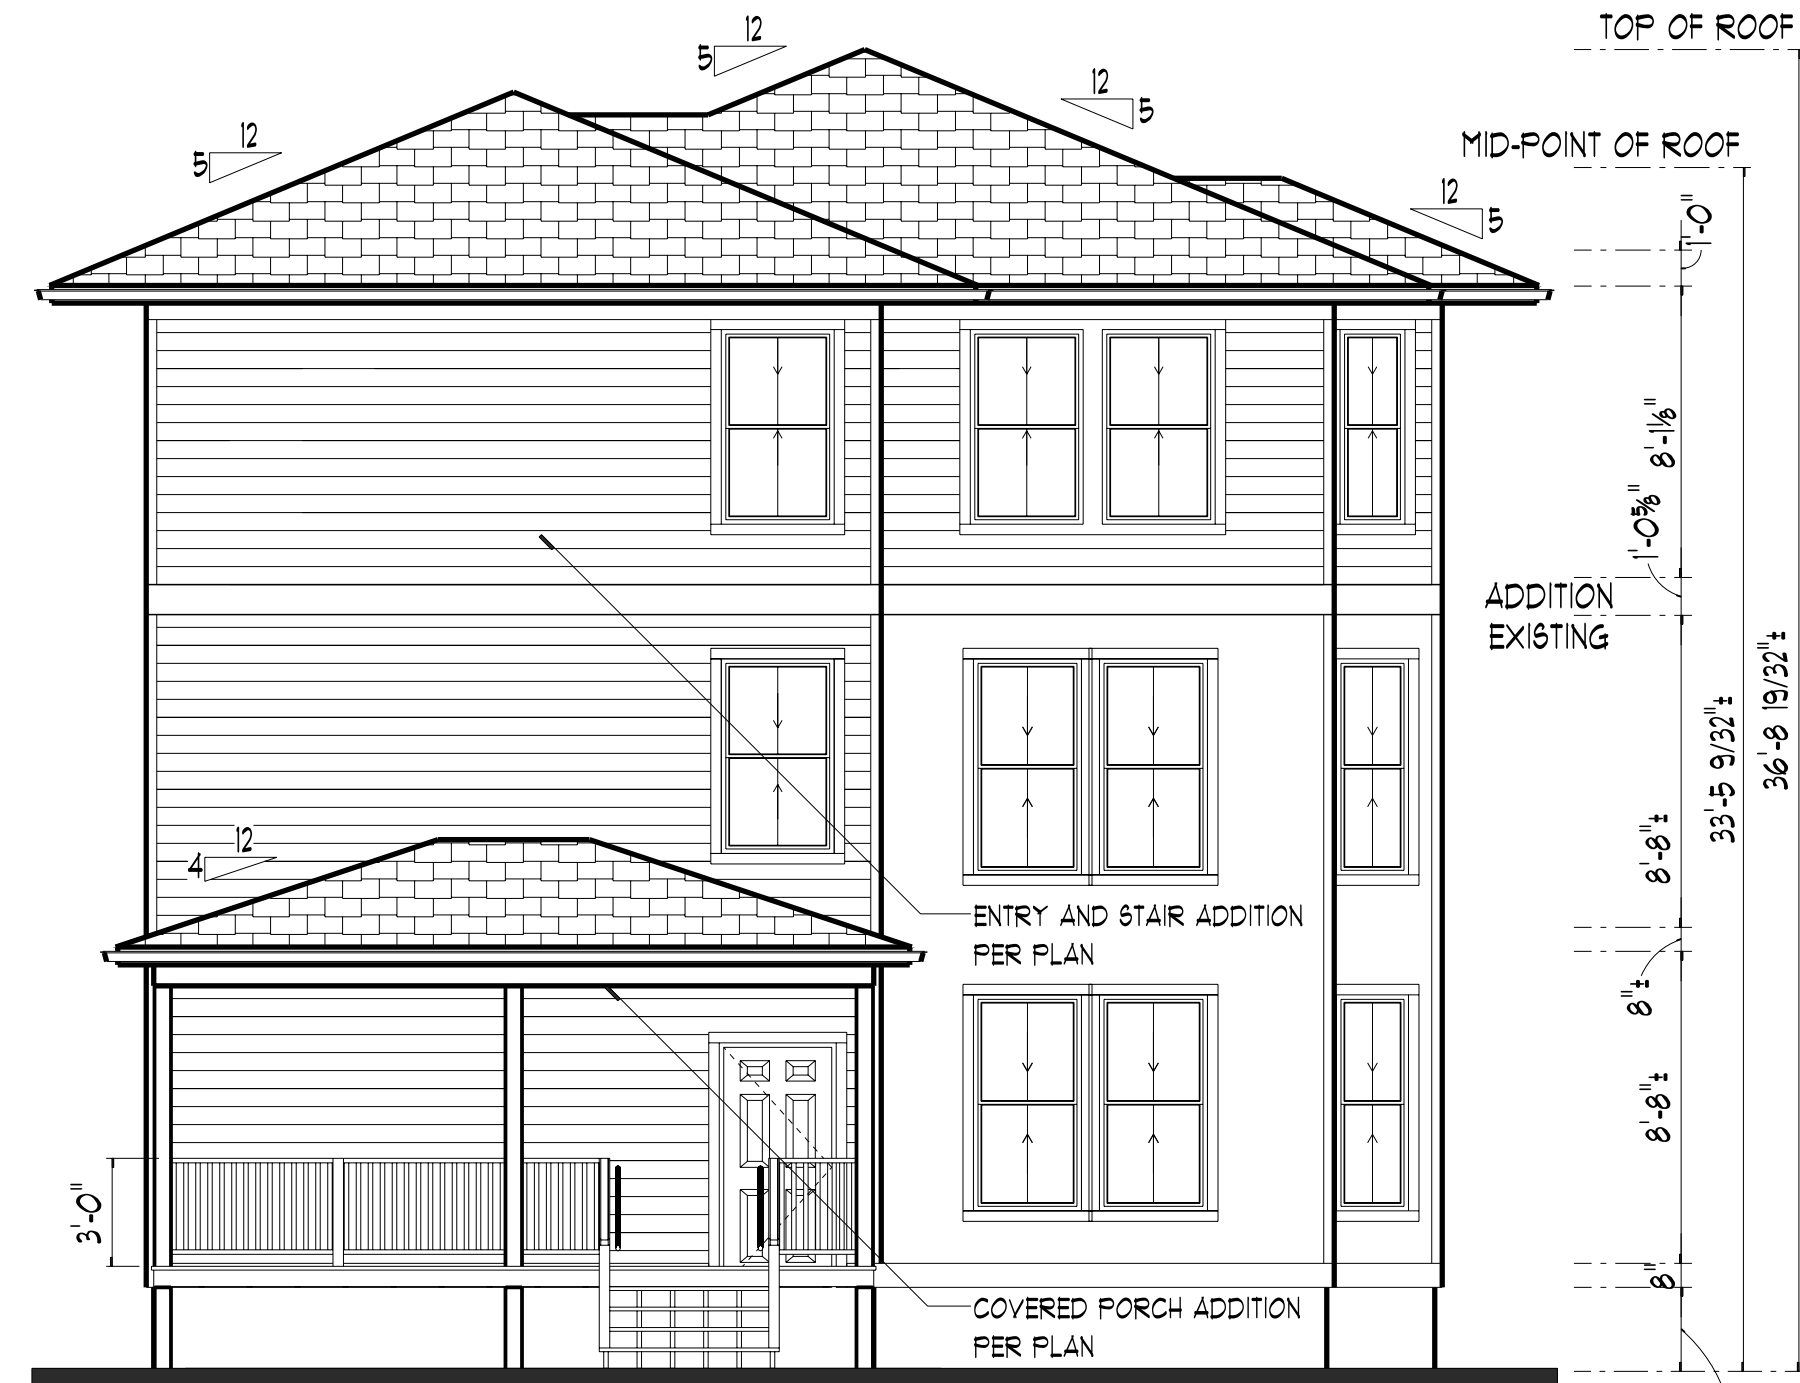 TOP OF ROOF
12
5
12
5
12
5
MID-POINT OF ROOF
12
5
1'-0"
8'-1⅛"
1'-0⅝"
ADDITION
EXISTING
36'-8 19/32"±
33'-5 9/32"±
8'-8"±
12
4
ENTRY AND STAIR ADDITION
PER PLAN
8"±
8'-8"±
3'-0"
8"
COVERED PORCH ADDITION
PER PLAN